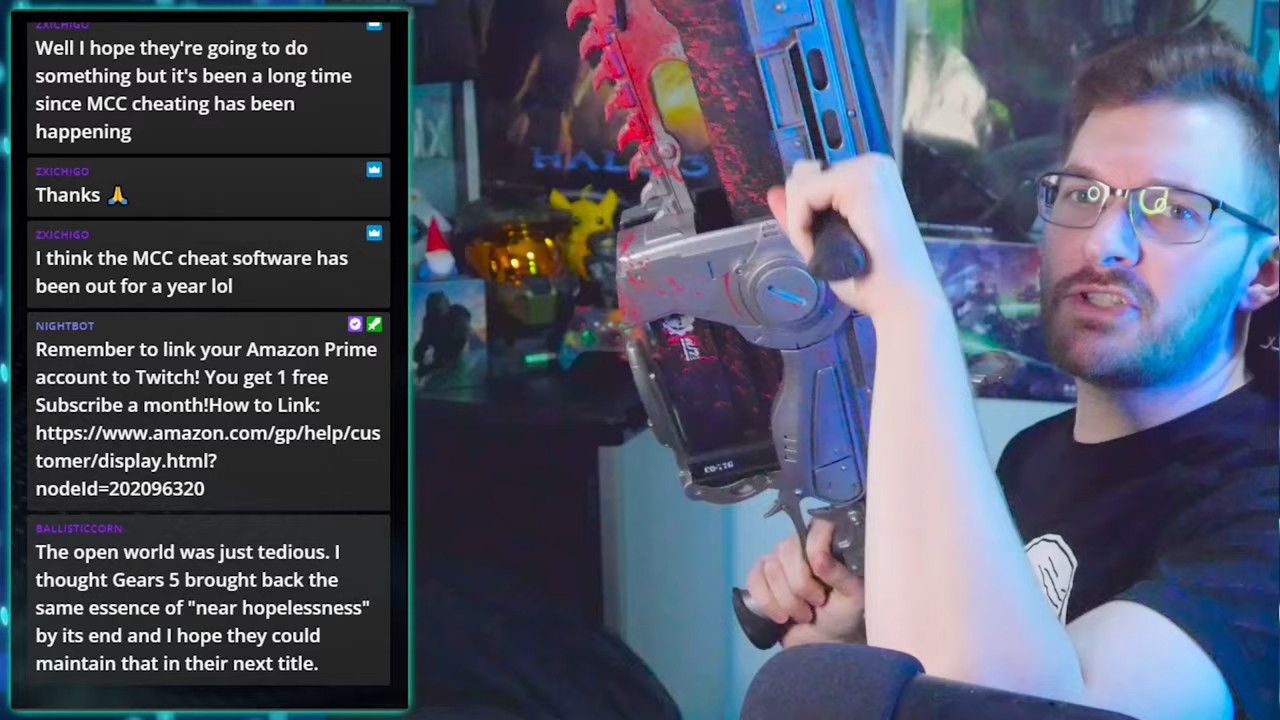 ZXICHIGO
Well I hope they're going to do
something but it's been a long time
since MCC cheating has been
happening
ZXICHIGO
Thanks 🙏
ZXICHIGO
I think the MCC cheat software has
been out for a year lol
NIGHTBOT
Remember to link your Amazon Prime
account to Twitch! You get 1 free
Subscribe a month!How to Link:
https://www.amazon.com/gp/help/cus
tomer/display.html?
nodeId=202096320
BALLISTICCORN
The open world was just tedious. I
thought Gears 5 brought back the
same essence of "near hopelessness"
by its end and I hope they could
maintain that in their next title.
HALO 3